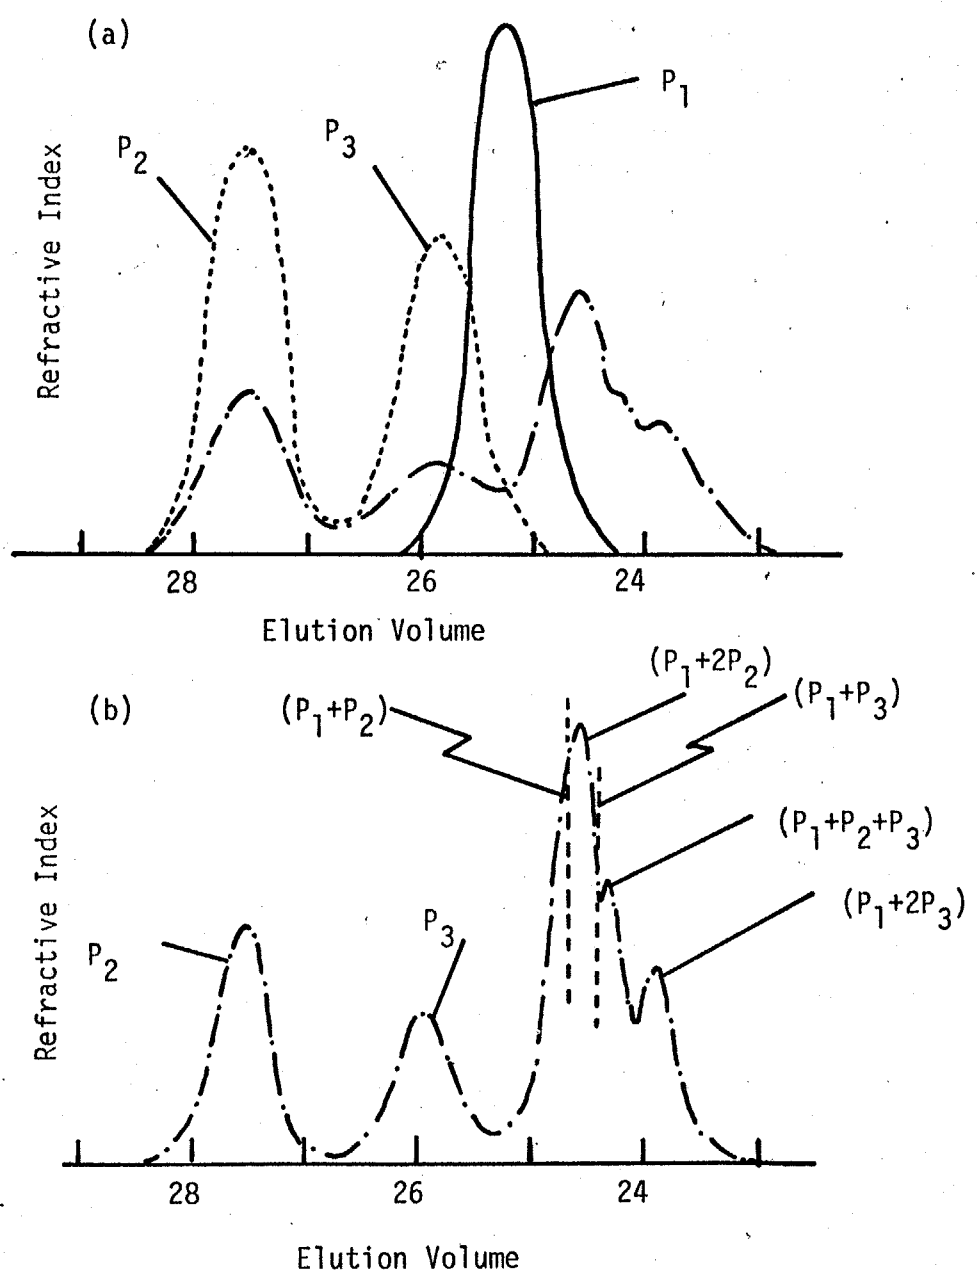 (a)
P1
P2
P3
Refractive Index
28 26 24
Elution Volume
(P1+2P2)
(b)
(P1+P2)
(P1+P3)
(P1+P2+P3)
(P1+2P3)
P3
P2
Refractive Index
28 26 24
Elution Volume